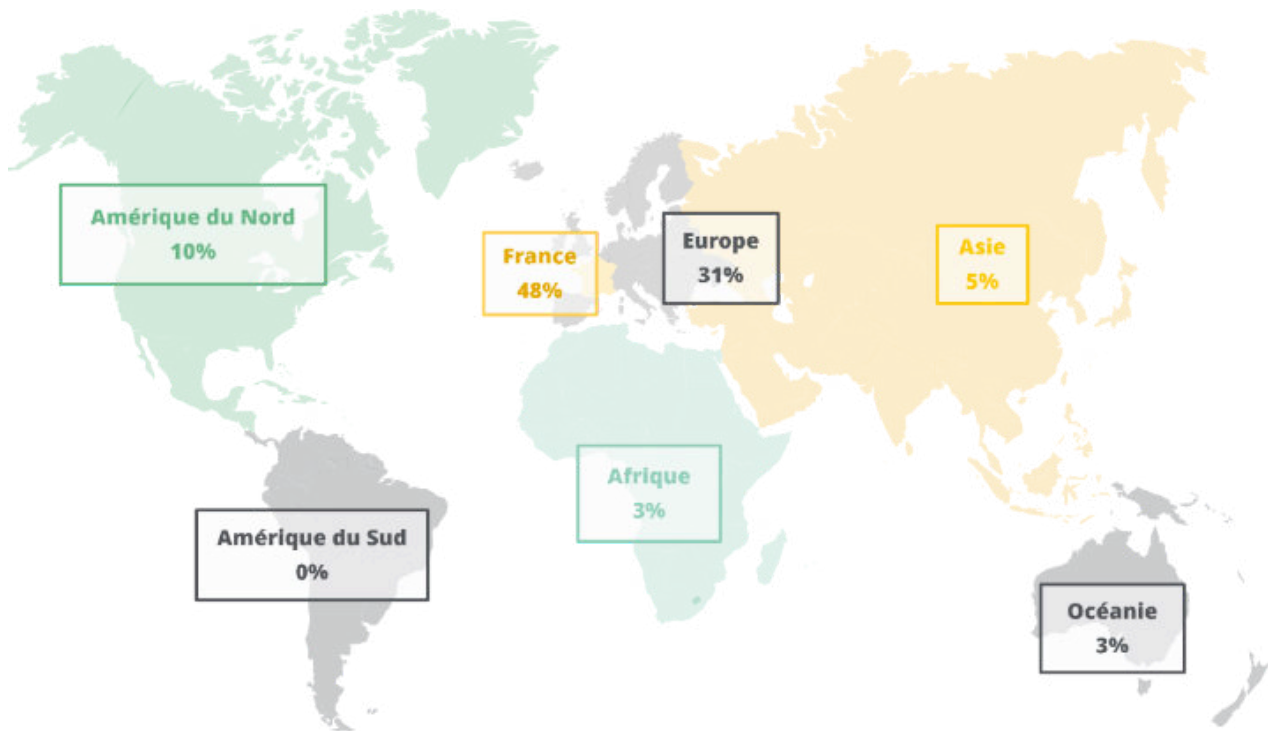 Amérique du Nord
10%
France
48%
Europe
31%
Asie
5%
Afrique
3%
Amérique du Sud
0%
Océanie
3%